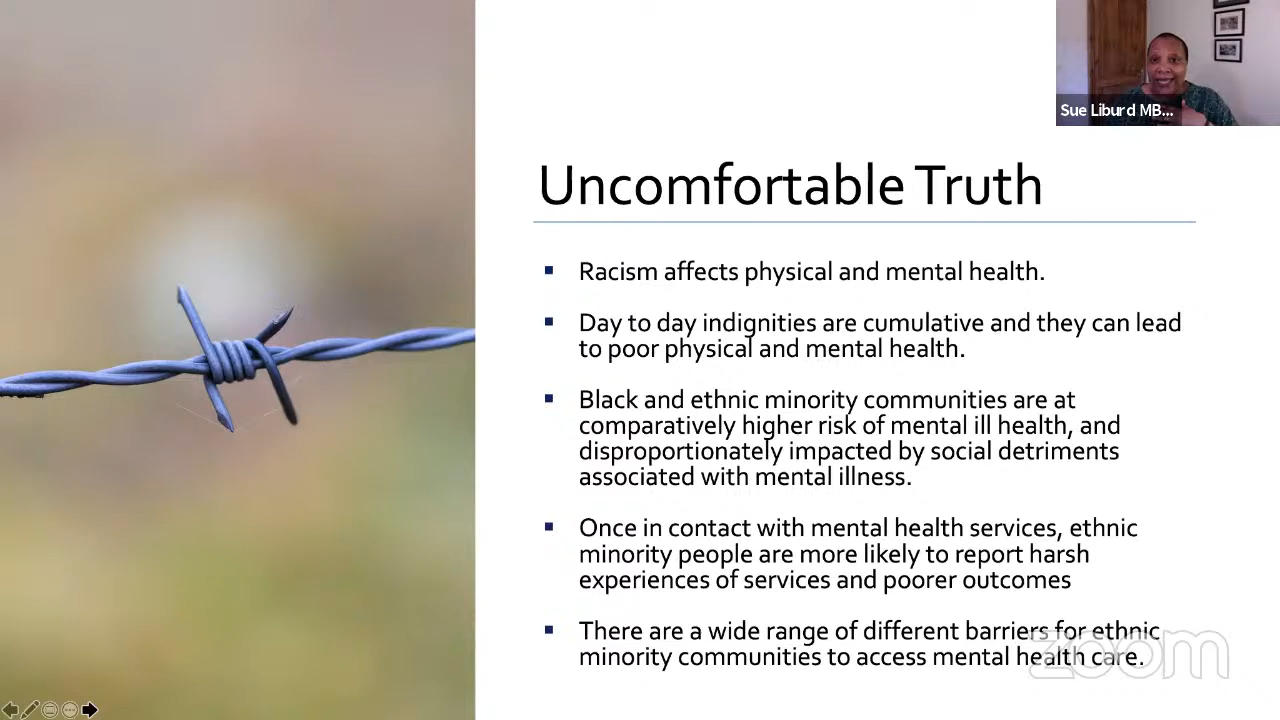 Sue Liburd MB...
Uncomfortable Truth
Racism affects physical and mental health.
Day to day indignities are cumulative and they can lead
to poor physical and mental health.
Black and ethnic minority communities are at
comparatively higher risk of mental ill health, and
disproportionately impacted by social detriments
associated with mental illness.
Once in contact with mental health services, ethnic
minority people are more likely to report harsh
experiences of services and poorer outcomes
There are a wide range of different barriers for ethnic
minority communities to access mental health care.
zoom